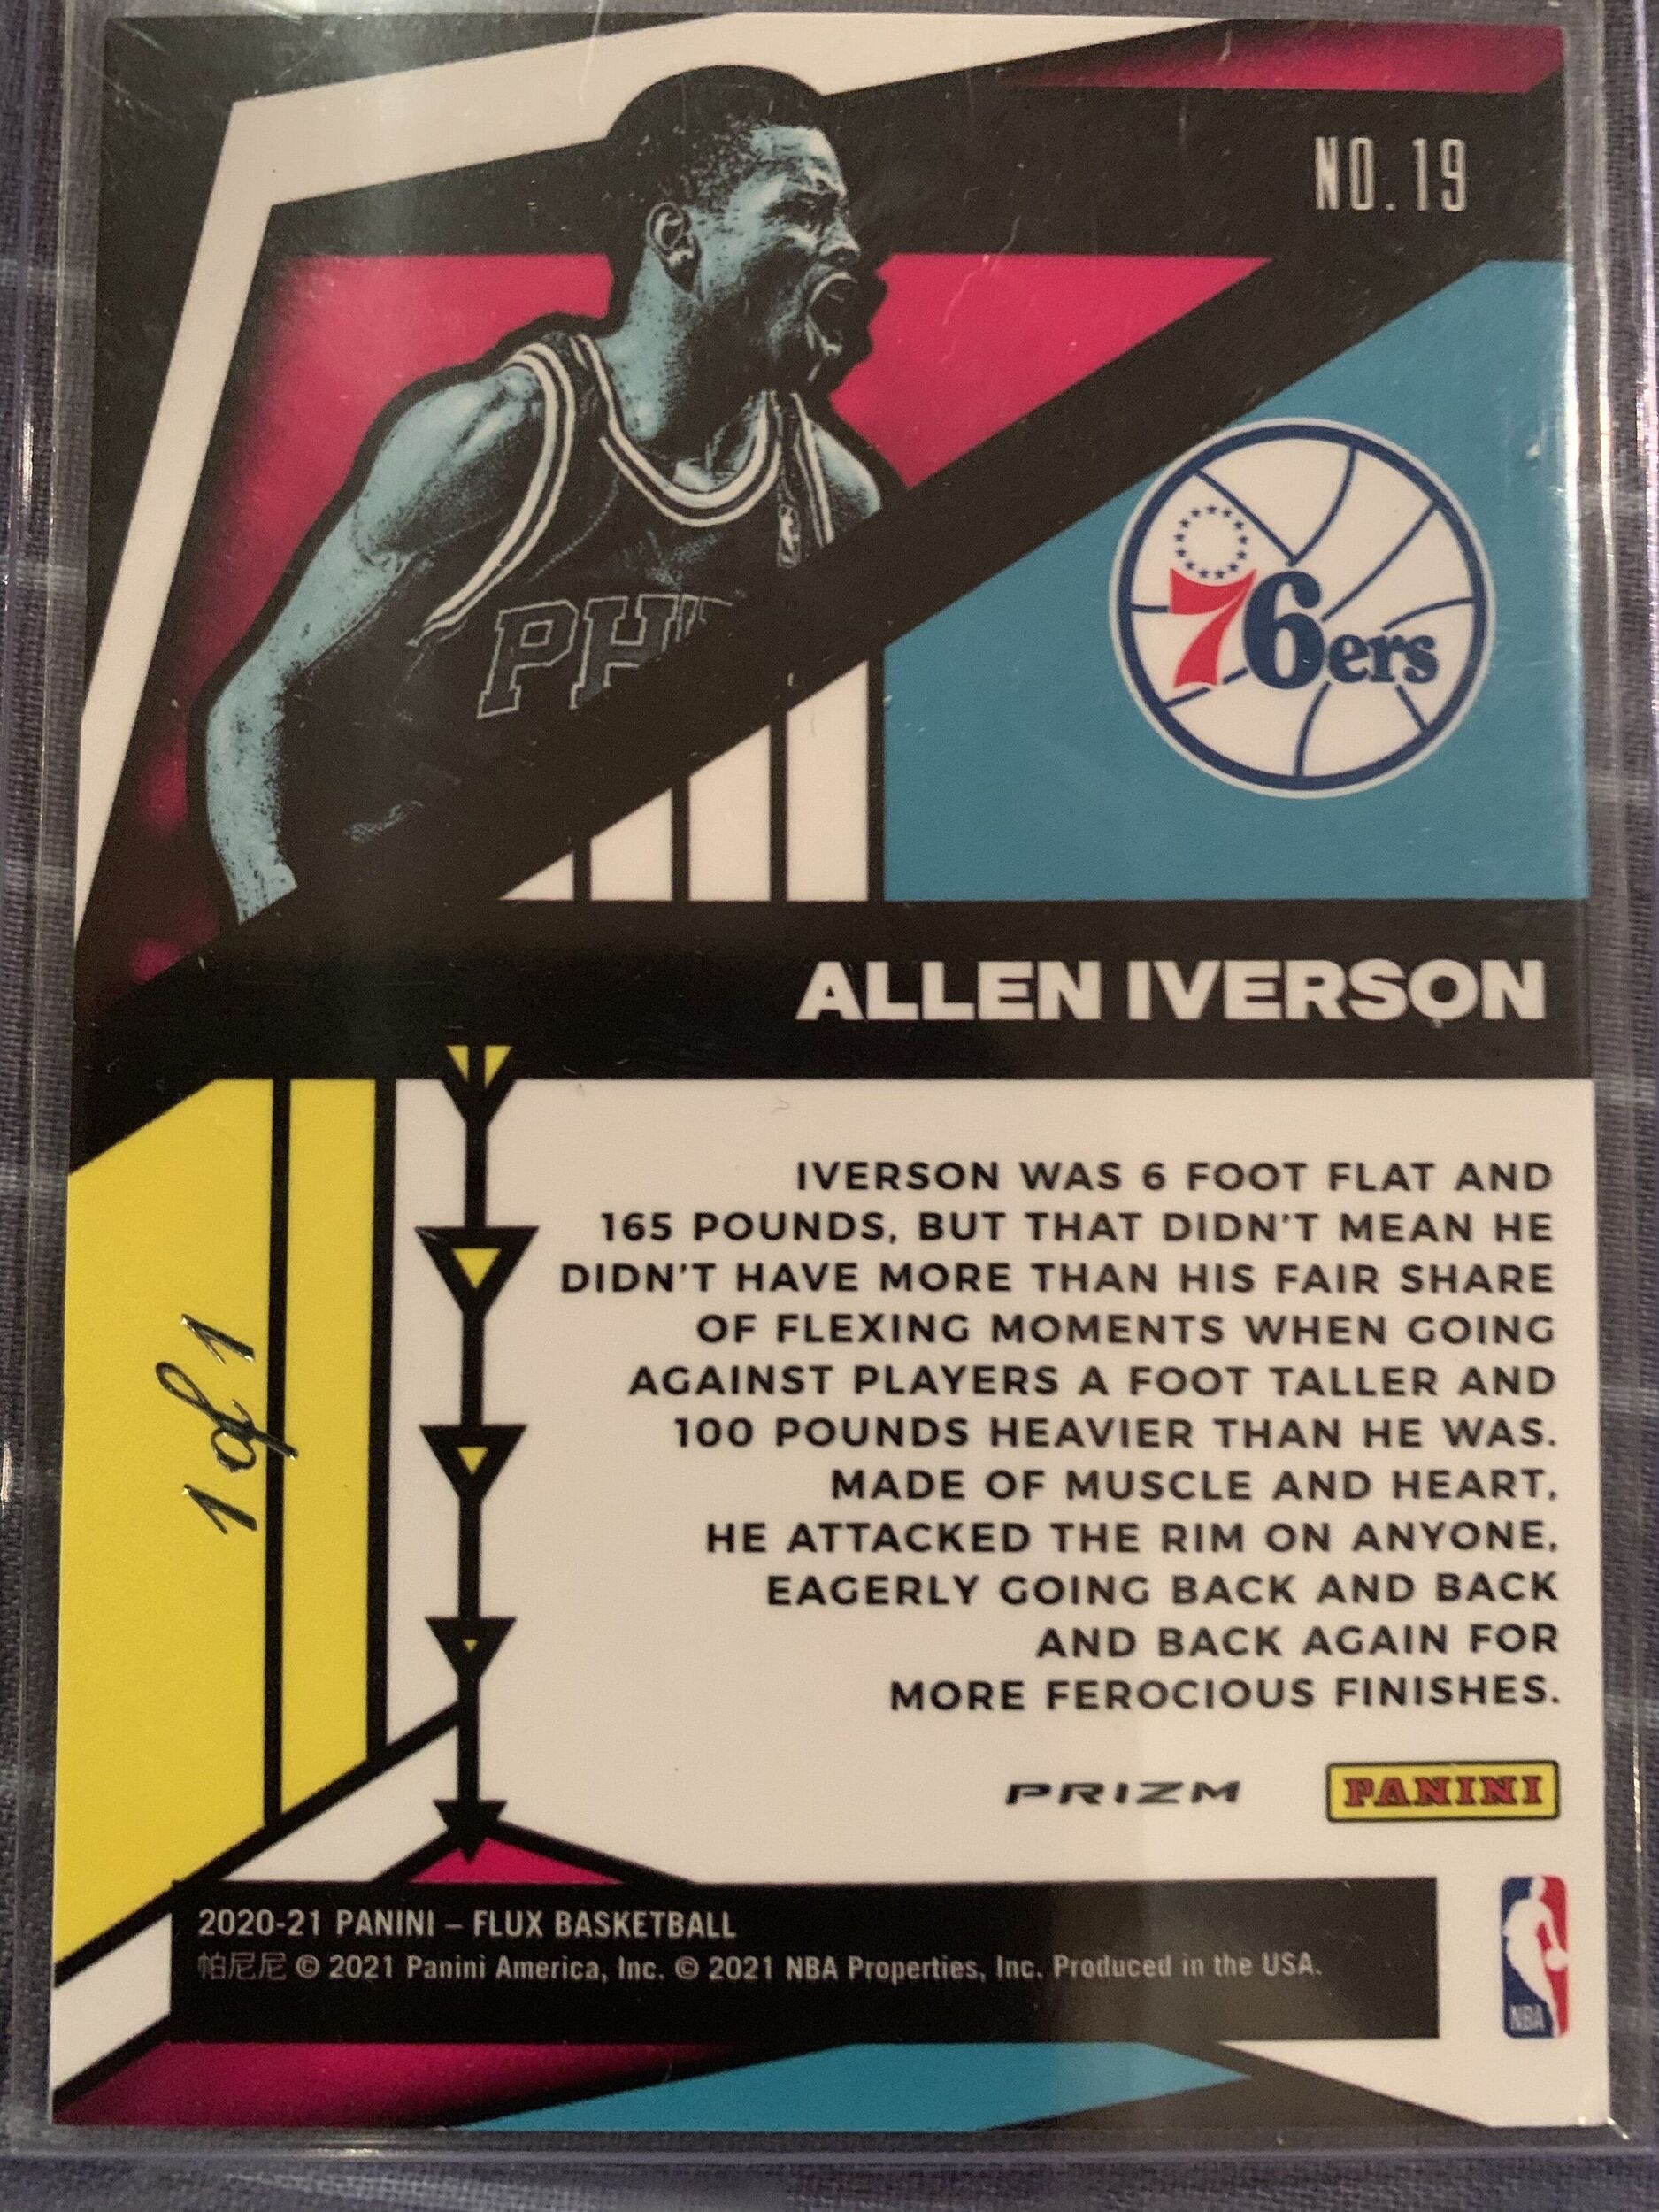 NO. 19
PHI
76ers
ALLEN IVERSON
IVERSON WAS 6 FOOT FLAT AND
165 POUNDS, BUT THAT DIDN'T MEAN HE
DIDN'T HAVE MORE THAN HIS FAIR SHARE
OF FLEXING MOMENTS WHEN GOING
AGAINST PLAYERS A FOOT TALLER AND
100 POUNDS HEAVIER THAN HE WAS.
MADE OF MUSCLE AND HEART,
HE ATTACKED THE RIM ON ANYONE,
EAGERLY GOING BACK AND BACK
AND BACK AGAIN FOR
MORE FEROCIOUS FINISHES.
1 of 1
PRIZM
PANINI
2020-21 PANINI – FLUX BASKETBALL
帕尼尼 © 2021 Panini America, Inc. © 2021 NBA Properties, Inc. Produced in the USA.
NBA